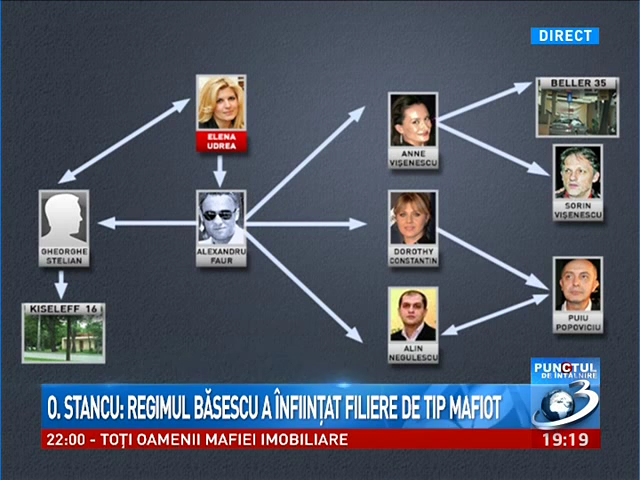 DIRECT
BELLER 35
ELENA
UDREA
ANNE
VIȘENESCU
SORIN
VIȘENESCU
GHEORGHE
STELIAN
ALEXANDRU
FAUR
DOROTHY
CONSTANTIN
KISELEFF 16
PUIU
POPOVICIU
ALIN
NEGULESCU
PUNCTUL
DE ÎNTÂLNIRE
3
O. STANCU: REGIMUL BĂSESCU A ÎNFIINȚAT FILIERE DE TIP MAFIOT
22:00 - TOȚI OAMENII MAFIEI IMOBILIARE
19:19